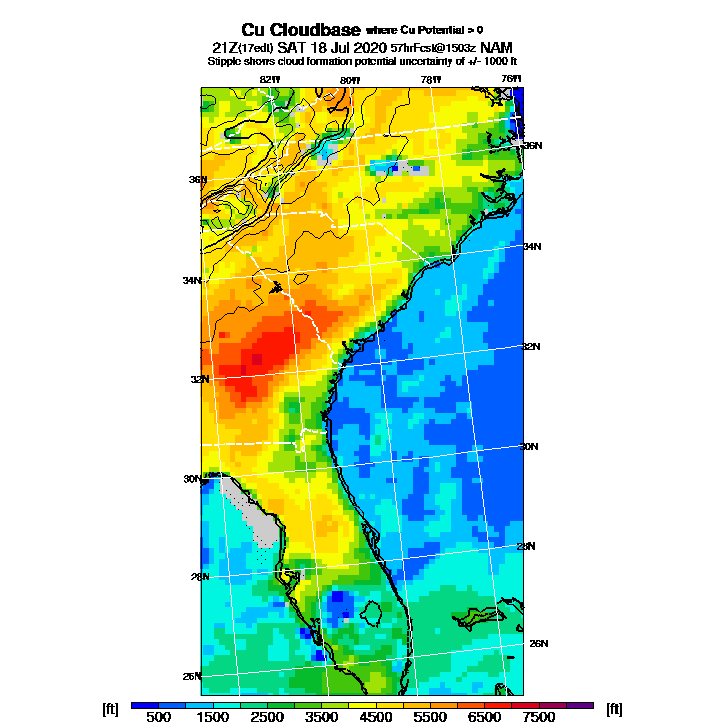 Cu Cloudbase where Cu Potential > 0
21Z(17edt) SAT 18 Jul 2020 57hrFcst@1503z NAM
Stipple shows cloud formation potential uncertainty of +/- 1000 ft
82W 80W 78W 76W
36N
36N
34N
34N
32N
32N
30N
30N
28N
28N
26N
26N
[ft] 500 1500 2500 3500 4500 5500 6500 7500 [ft]